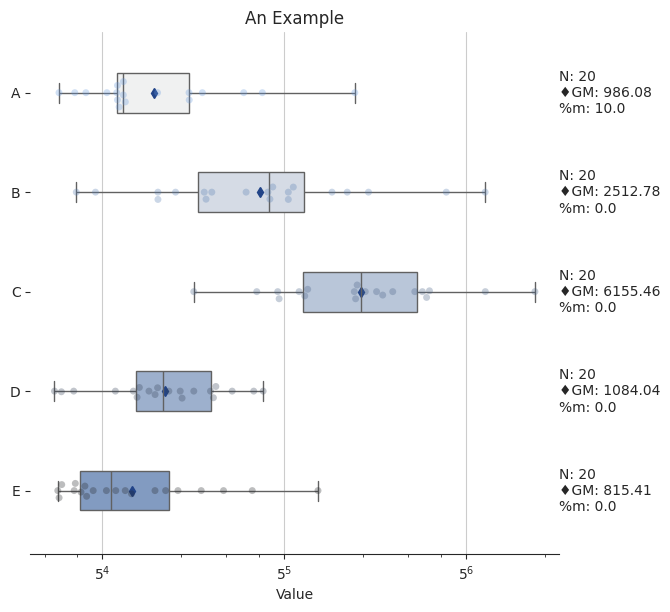 An Example
A
N: 20
♦GM: 986.08
%m: 10.0
B
N: 20
♦GM: 2512.78
%m: 0.0
C
N: 20
♦GM: 6155.46
%m: 0.0
D
N: 20
♦GM: 1084.04
%m: 0.0
E
N: 20
♦GM: 815.41
%m: 0.0
5⁴ 5⁵ 5⁶
Value